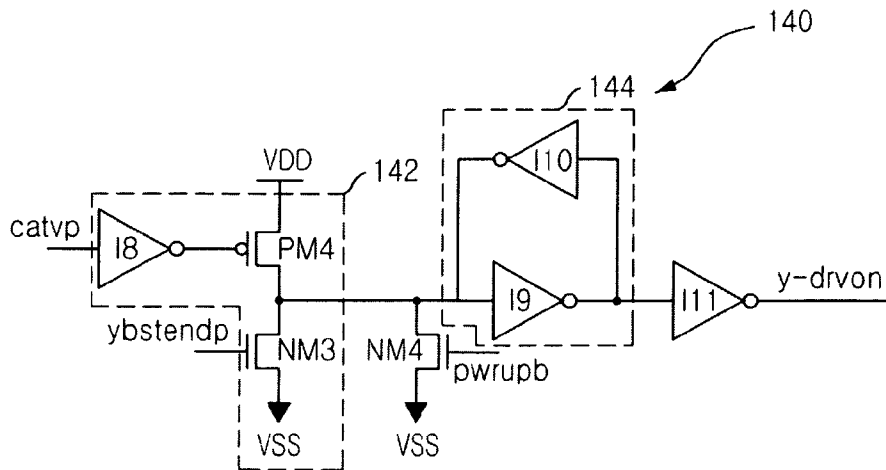 140
144
I10
VDD
142
catvp
I8
PM4
I9
I11
y-drvon
ybstendp
NM3
NM4
pwrupb
VSS
VSS